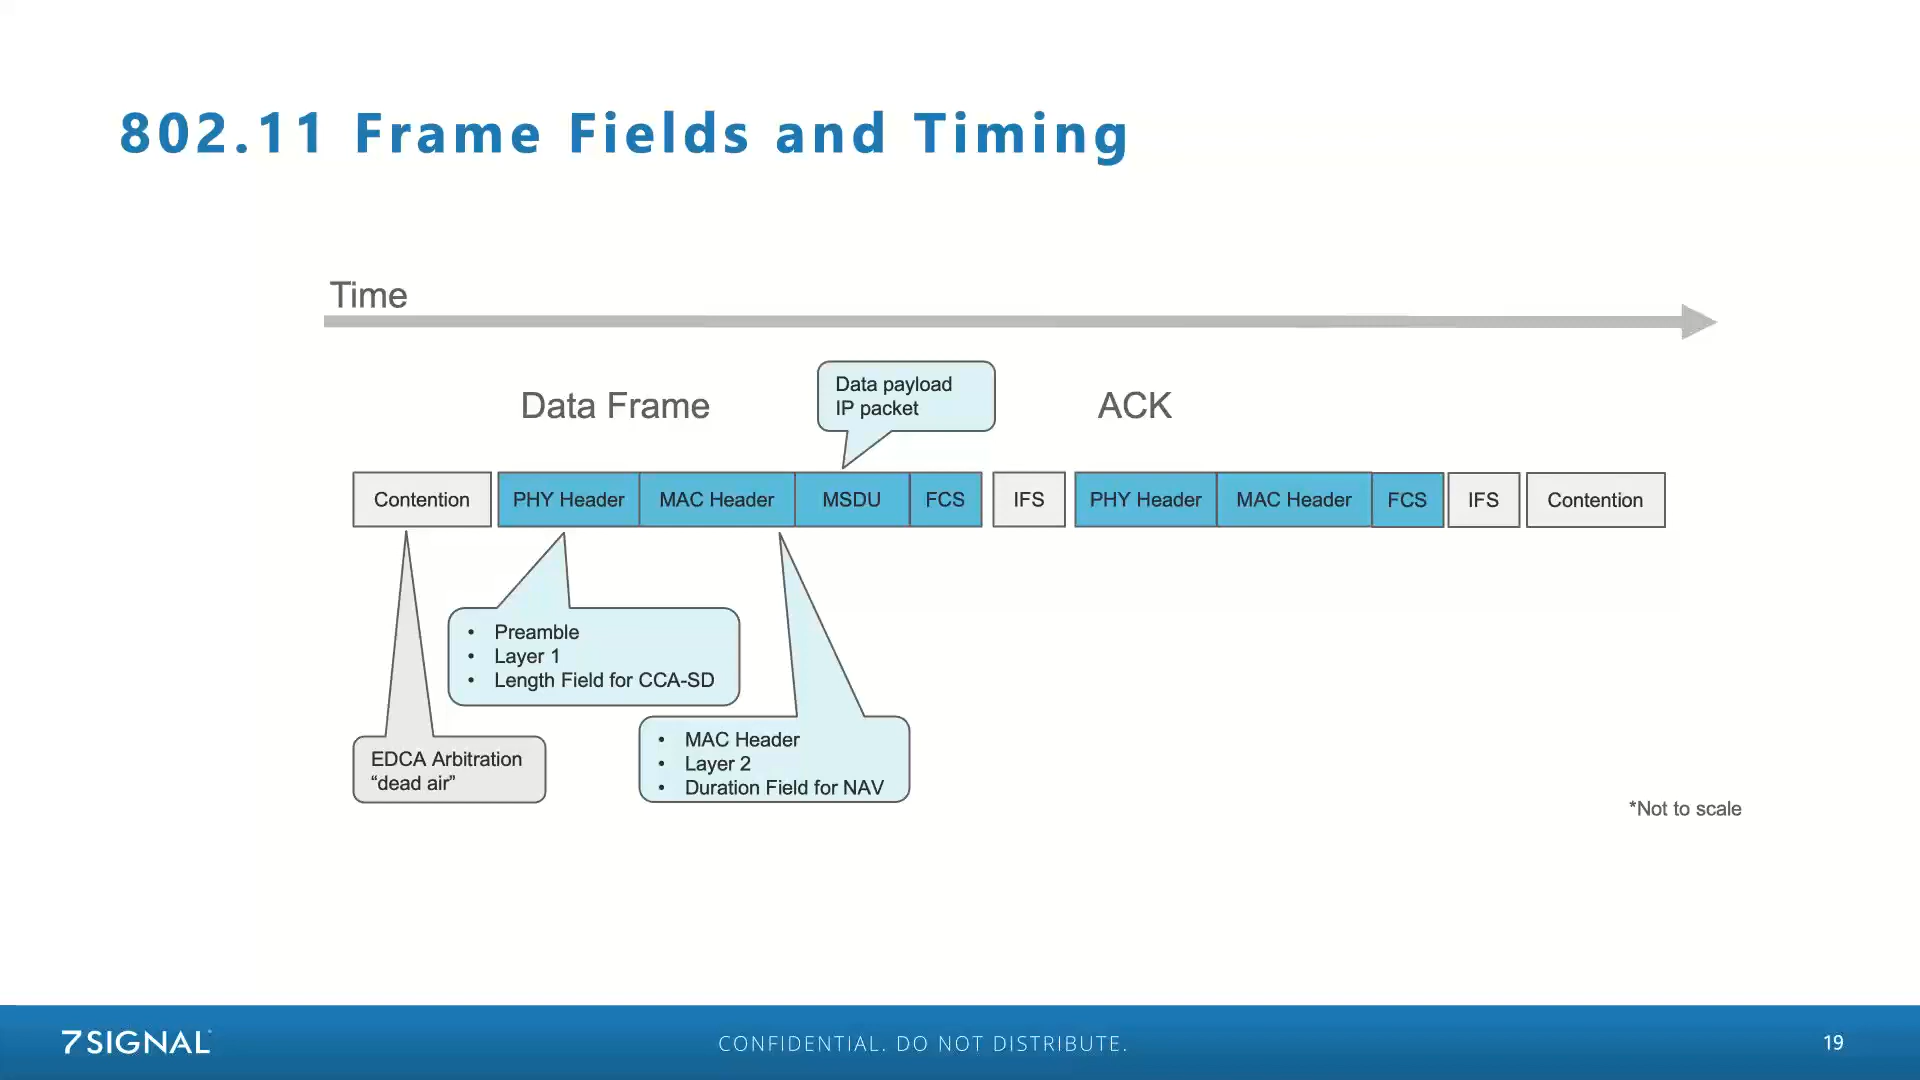 802.11 Frame Fields and Timing
Time
Data Frame
Data payload
IP packet
ACK
Contention
PHY Header
MAC Header
MSDU
FCS
IFS
PHY Header
MAC Header
FCS
IFS
Contention
• Preamble
• Layer 1
• Length Field for CCA-SD
• MAC Header
• Layer 2
• Duration Field for NAV
EDCA Arbitration
“dead air”
*Not to scale
7SIGNAL
CONFIDENTIAL. DO NOT DISTRIBUTE.
19